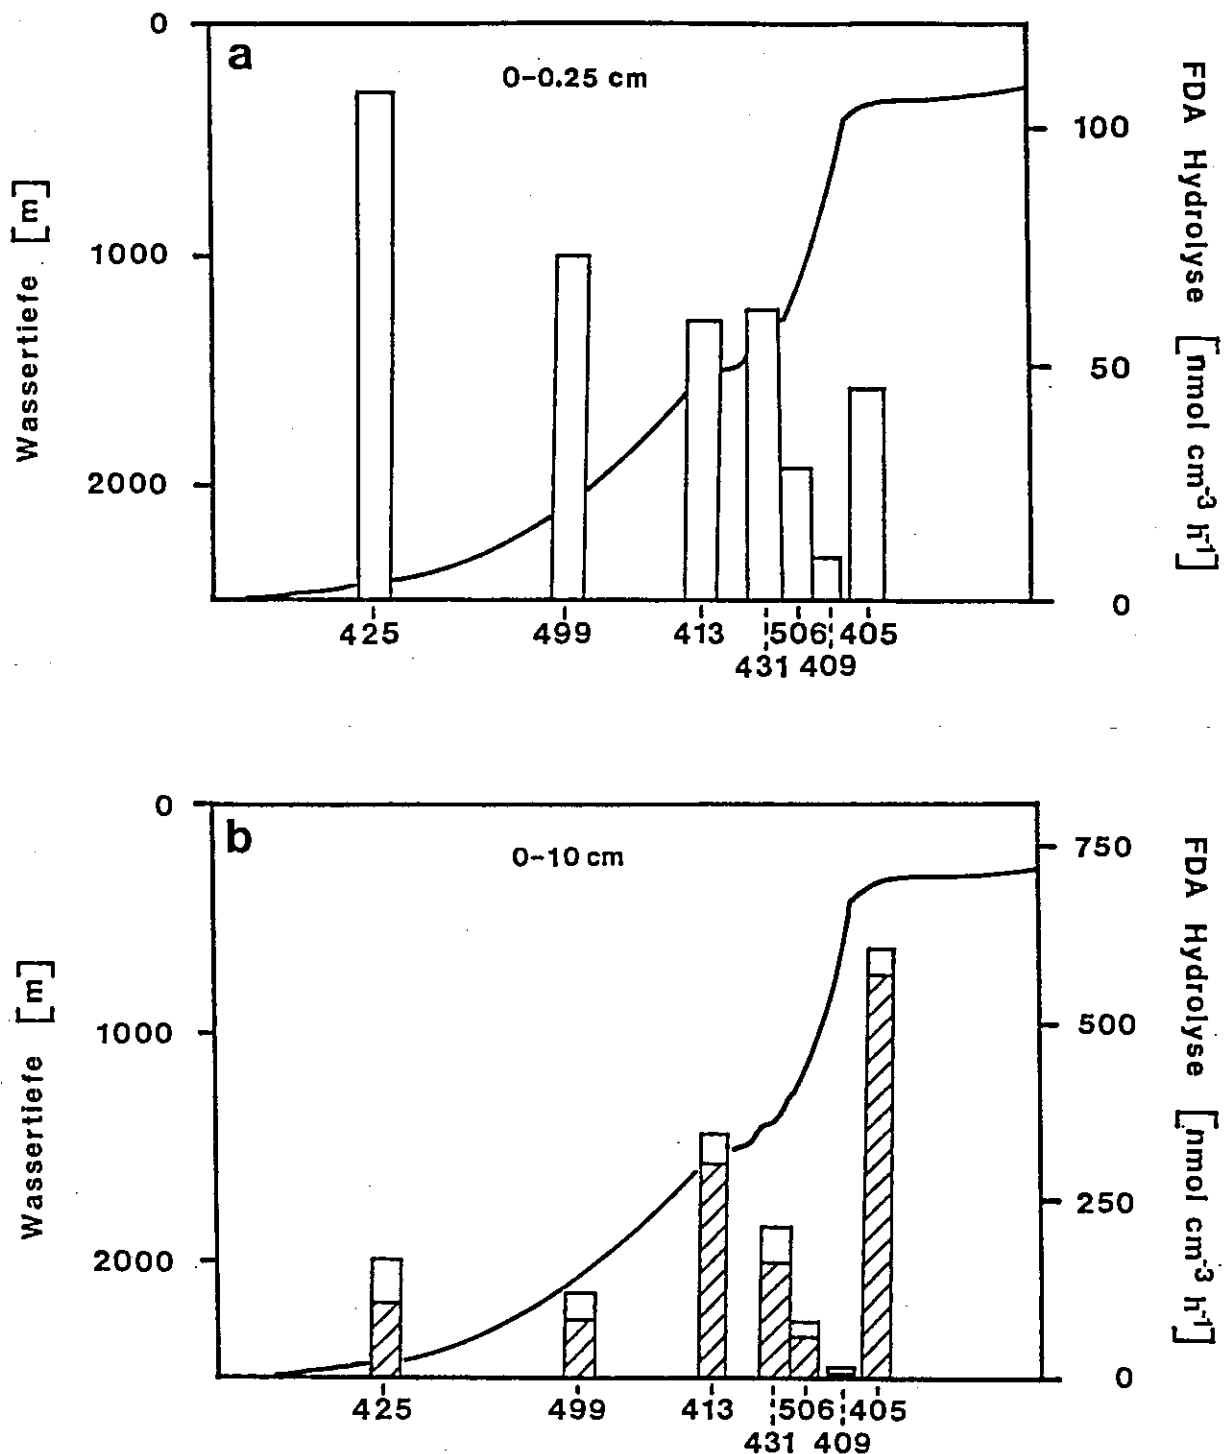 a
0-0.25 cm
0
1000
2000
Wassertiefe [m]
100
50
0
FDA Hydrolyse [nmol cm⁻³ h⁻¹]
425 499 413 506 405
431 409
b
0-10 cm
0
1000
2000
Wassertiefe [m]
750
500
250
0
FDA Hydrolyse [nmol cm⁻³ h⁻¹]
425 499 413 506 405
431 409